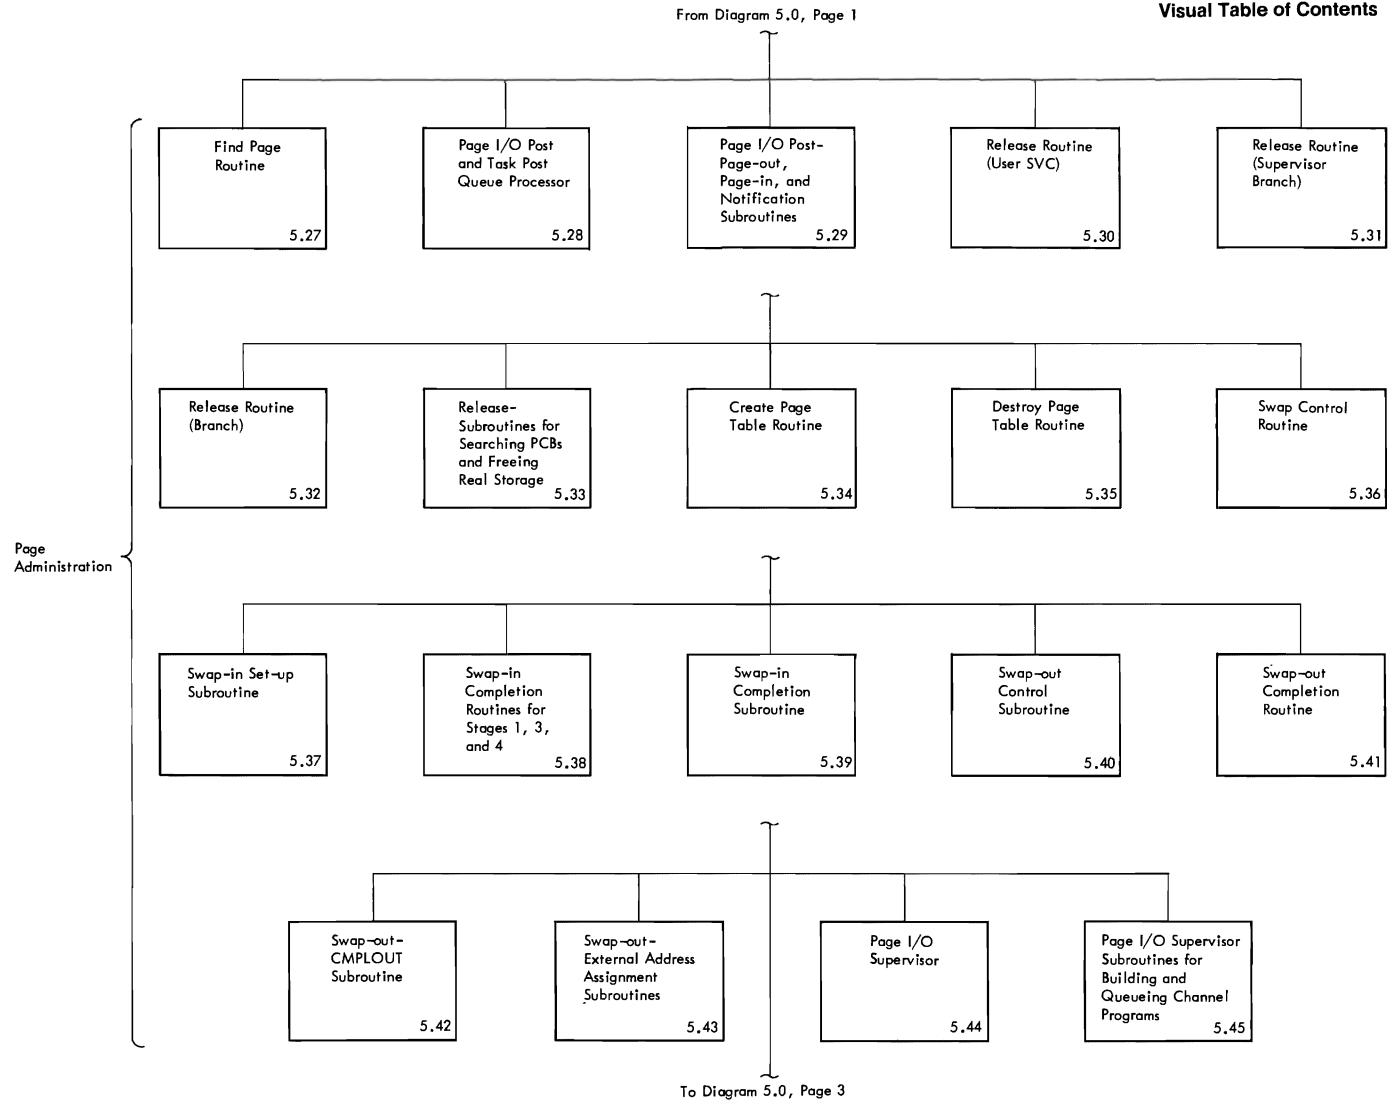 Visual Table of Contents
From Diagram 5.0, Page 1
Find Page
Routine
5.27
Page I/O Post
and Task Post
Queue Processor
5.28
Page I/O Post-
Page-out,
Page-in, and
Notification
Subroutines
5.29
Release Routine
(User SVC)
5.30
Release Routine
(Supervisor
Branch)
5.31
Release Routine
(Branch)
5.32
Release-
Subroutines for
Searching PCBs
and Freeing
Real Storage
5.33
Create Page
Table Routine
5.34
Destroy Page
Table Routine
5.35
Swap Control
Routine
5.36
Page
Administration
Swap-in Set-up
Subroutine
5.37
Swap-in
Completion
Routines for
Stages 1, 3,
and 4
5.38
Swap-in
Completion
Subroutine
5.39
Swap-out
Control
Subroutine
5.40
Swap-out
Completion
Routine
5.41
Swap-out-
CMPLOUT
Subroutine
5.42
Swap-out-
External Address
Assignment
Subroutines
5.43
Page I/O
Supervisor
5.44
Page I/O Supervisor
Subroutines for
Building and
Queueing Channel
Programs
5.45
To Diagram 5.0, Page 3